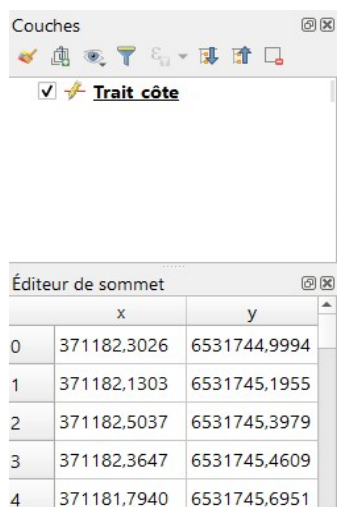 Couches
Trait côte
Éditeur de sommet
x y
0 371182,3026 6531744,9994
1 371182,1303 6531745,1955
2 371182,5037 6531745,3979
3 371182,3647 6531745,4609
4 371181,7940 6531745,6951